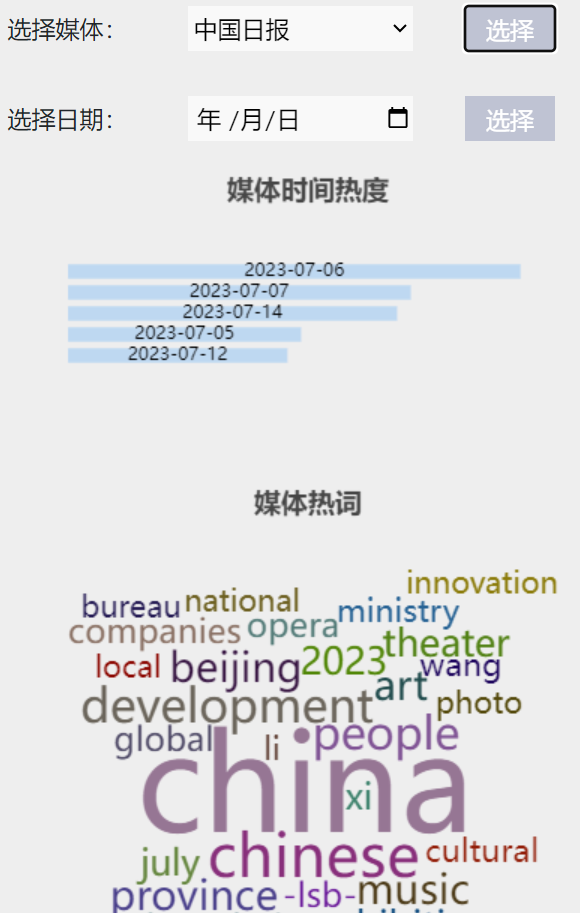 选择媒体：
中国日报
选择
选择日期：
年 /月/日
选择
媒体时间热度
2023-07-06
2023-07-07
2023-07-14
2023-07-05
2023-07-12
媒体热词
innovation
bureau national
ministry
companies opera
theater
local beijing 2023 wang
development art photo
global li people
china
xi
chinese cultural
july
province -lsb- music